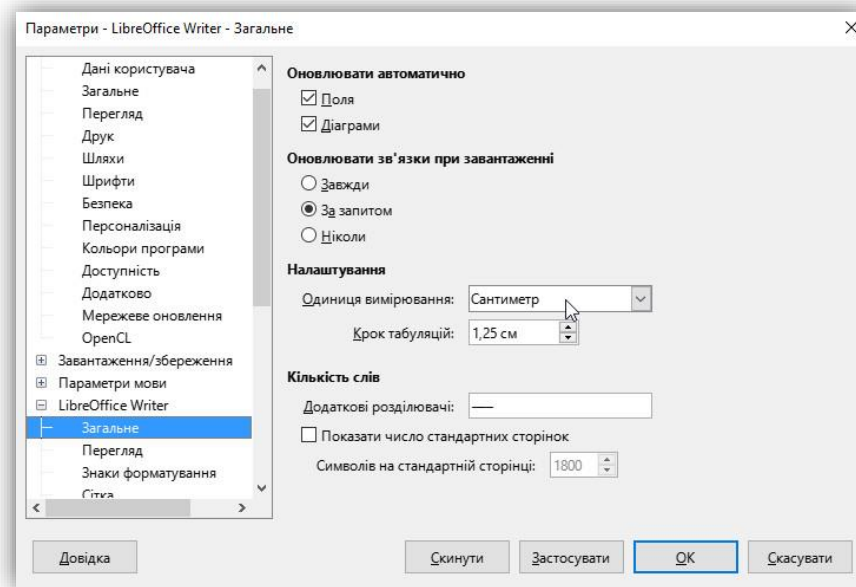 Параметри - LibreOffice Writer - Загальне
Дані користувача
Загальне
Перегляд
Друк
Шляхи
Шрифти
Безпека
Персоналізація
Кольори програми
Доступність
Додатково
Мережеве оновлення
OpenCL
Завантаження/збереження
Параметри мови
LibreOffice Writer
Загальне
Перегляд
Знаки форматування
Сітка
Оновлювати автоматично
Поля
Діаграми
Оновлювати зв'язки при завантаженні
Завжди
За запитом
Ніколи
Налаштування
Одиниця вимірювання: Сантиметр
Крок табуляцій: 1,25 см
Кількість слів
Додаткові розділювачі: —–
Показати число стандартних сторінок
Символів на стандартній сторінці: 1800
Довідка
Скинути
Застосувати
OK
Скасувати